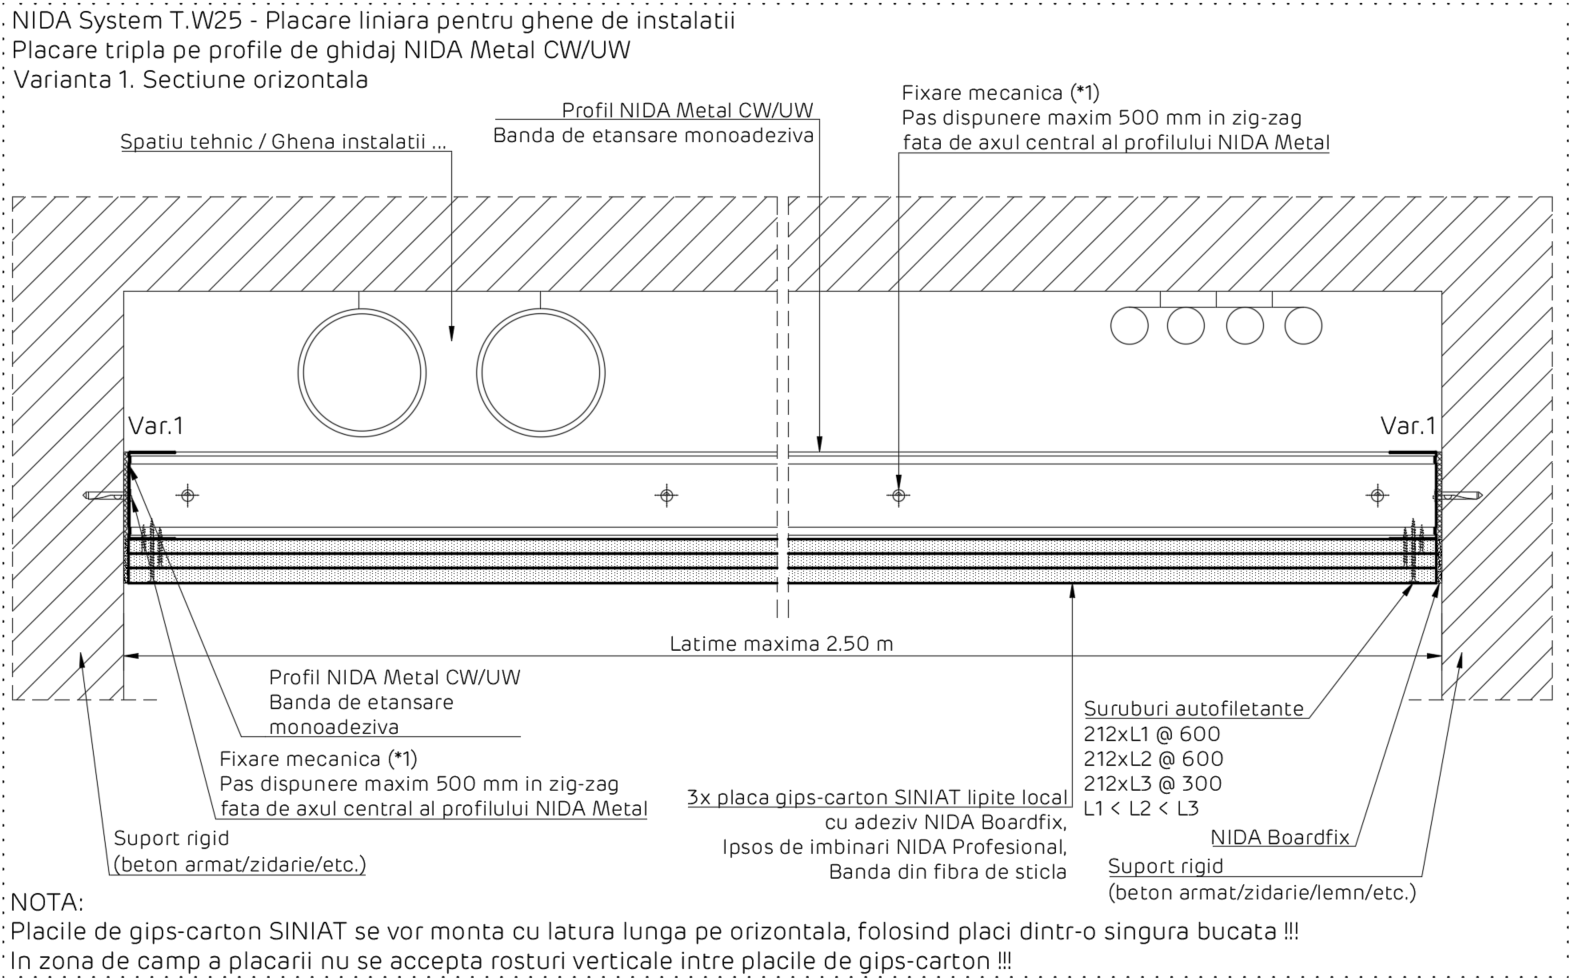 NIDA System T.W25 - Placare liniara pentru ghene de instalatii
Placare tripla pe profile de ghidaj NIDA Metal CW/UW
Varianta 1. Sectiune orizontala
Spatiu tehnic / Ghena instalatii ...
Profil NIDA Metal CW/UW
Banda de etansare monoadeziva
Fixare mecanica (*1)
Pas dispunere maxim 500 mm in zig-zag
fata de axul central al profilului NIDA Metal
Var.1
Var.1
Latime maxima 2.50 m
Profil NIDA Metal CW/UW
Banda de etansare
monoadeziva
Fixare mecanica (*1)
Pas dispunere maxim 500 mm in zig-zag
fata de axul central al profilului NIDA Metal
Suport rigid
(beton armat/zidarie/etc.)
3x placa gips-carton SINIAT lipite local
cu adeziv NIDA Boardfix,
Ipsos de imbinari NIDA Profesional,
Banda din fibra de sticla
Suruburi autofiletante
212xL1 @ 600
212xL2 @ 600
212xL3 @ 300
L1 < L2 < L3
NIDA Boardfix
Suport rigid
(beton armat/zidarie/lemn/etc.)
NOTA:
Placile de gips-carton SINIAT se vor monta cu latura lunga pe orizontala, folosind placi dintr-o singura bucata !!!
In zona de camp a placarii nu se accepta rosturi verticale intre placile de gips-carton !!!